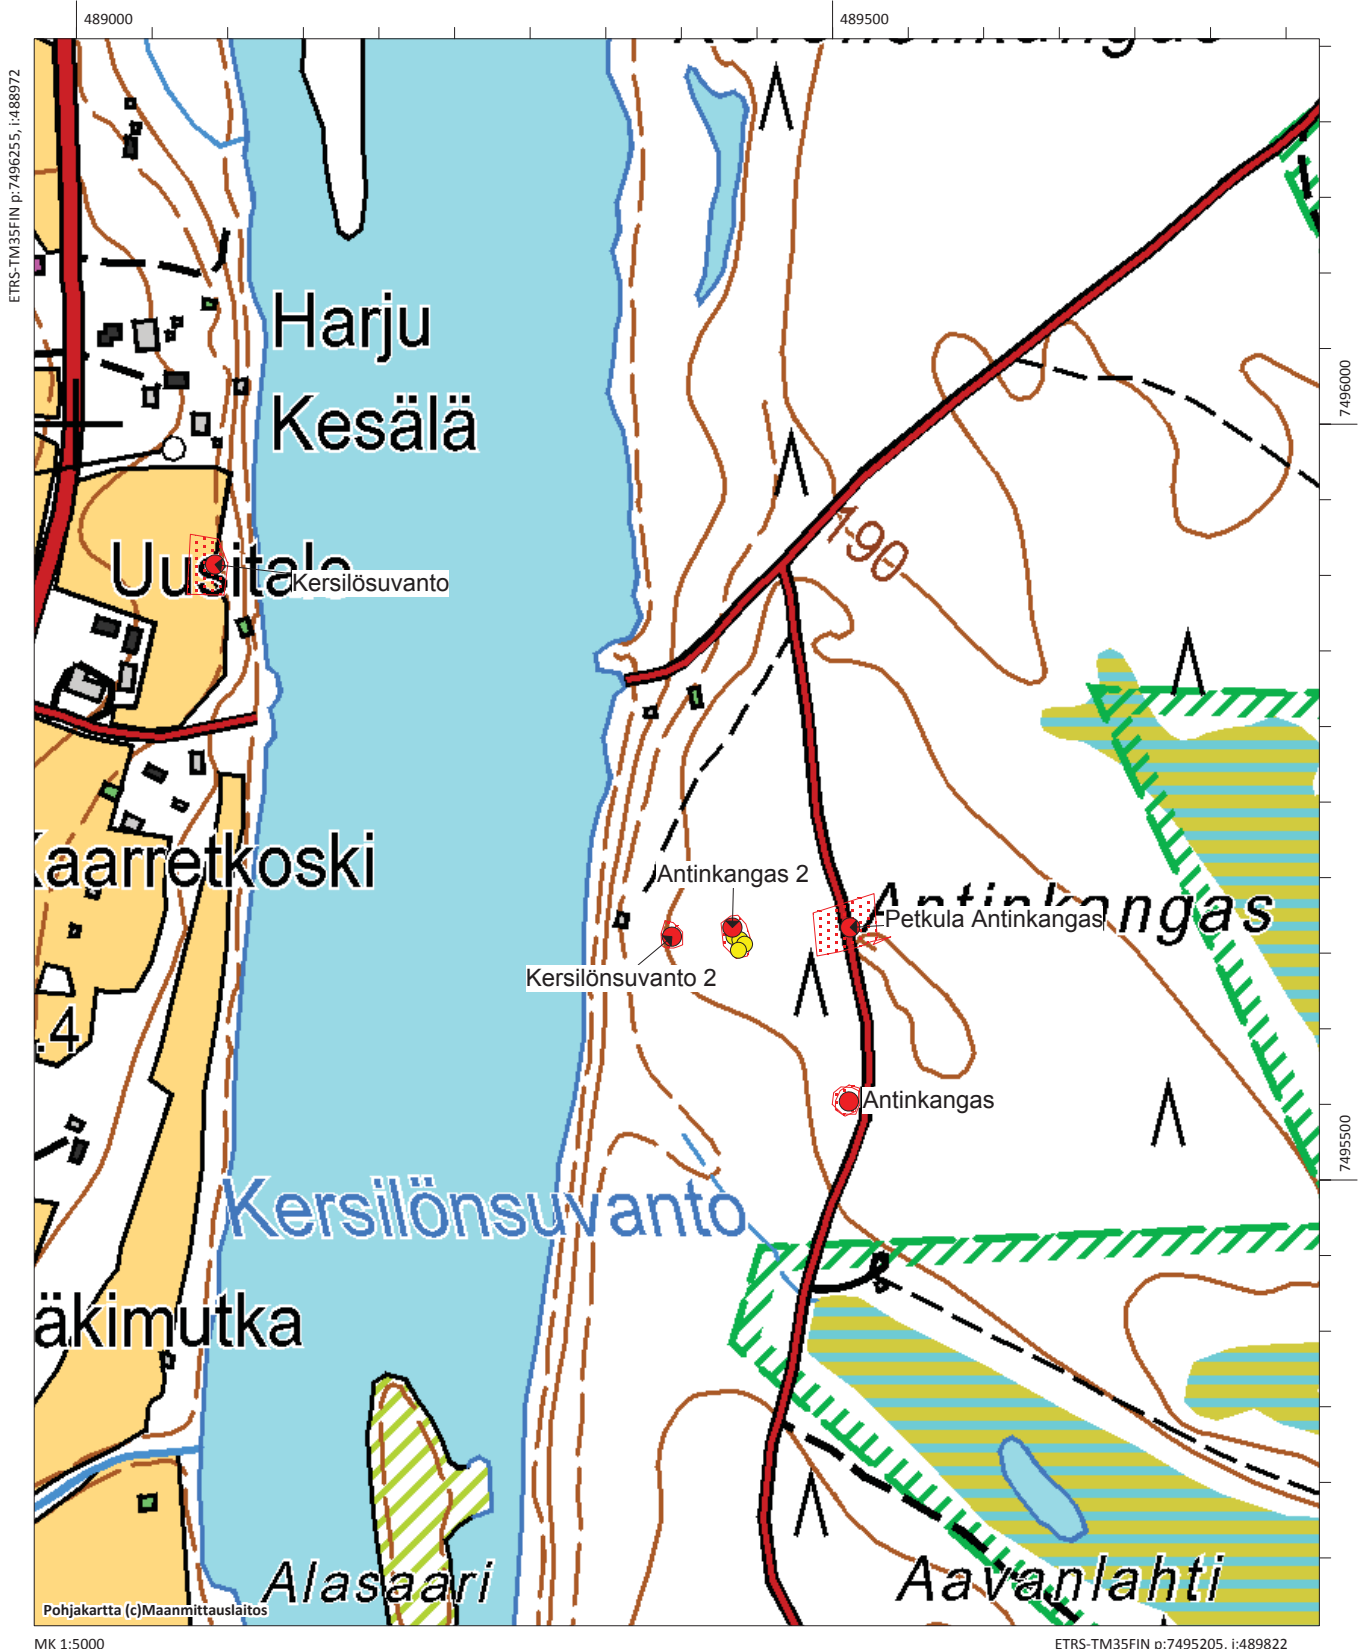 489000
489500
ETRS-TM35FIN p:7496255, i:488972
Harju
Kesälä
7496000
190
Uusitalo
Kersilösuvanto
Kaarretkoski
Antinkangas 2
Antinkangas
Petkula Antinkangas
Kersilönsuvanto 2
.4
Antinkangas
7495500
Kersilönsuvanto
äkimutka
Alasaari
Aavanlahti
Pohjakartta (c)Maanmittauslaitos
MK 1:5000
ETRS-TM35FIN p:7495205, i:489822